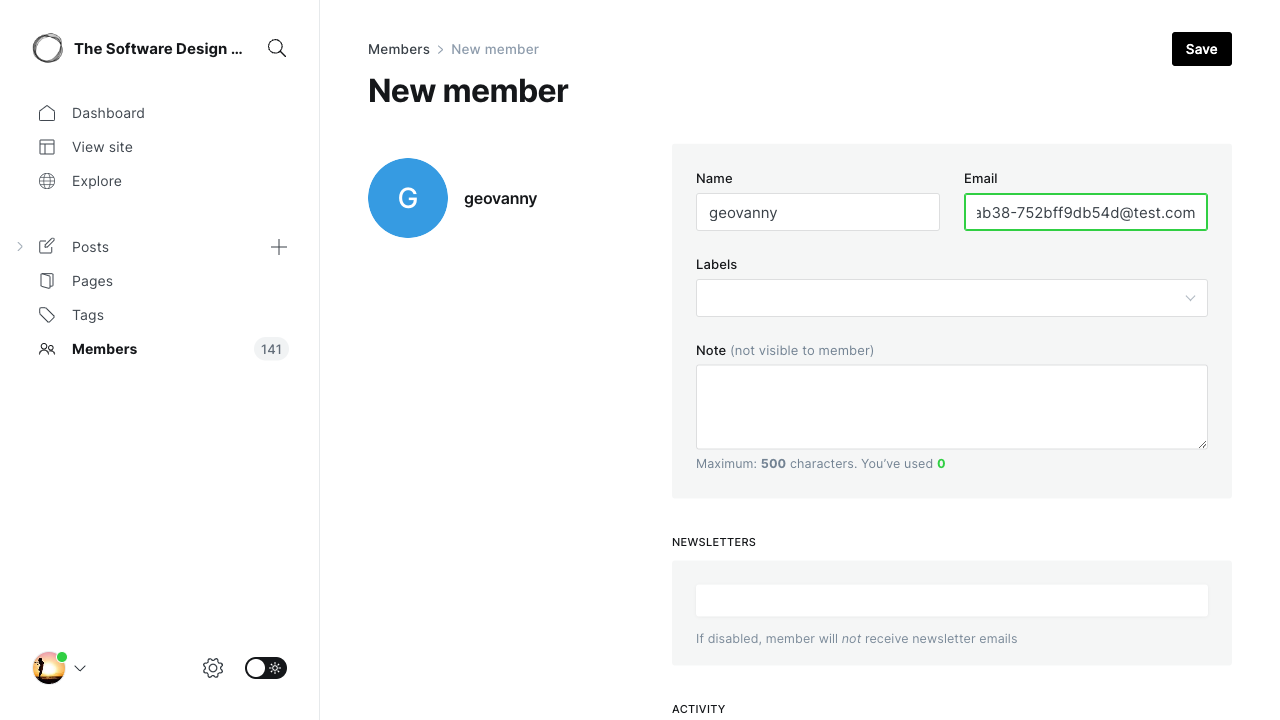 The Software Design ...
Dashboard
View site
Explore
Posts
Pages
Tags
Members
141
Members
New member
Save
New member
G
geovanny
Name
Email
geovanny
ab38-752bff9db54d@test.com
Labels
Note (not visible to member)
Maximum: 500 characters. You've used 0
NEWSLETTERS
If disabled, member will not receive newsletter emails
ACTIVITY